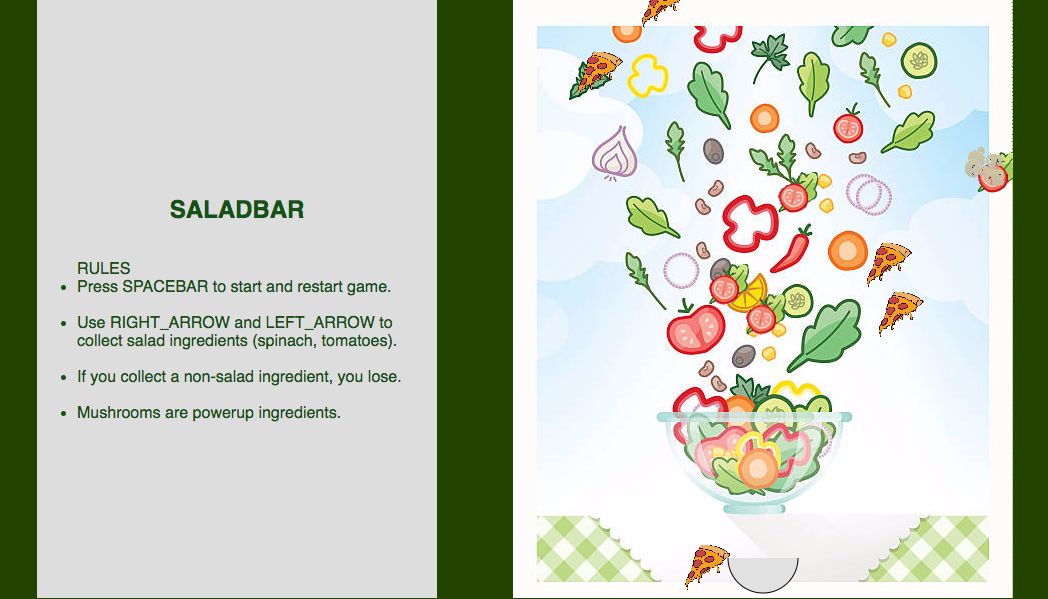 SALADBAR
RULES
Press SPACEBAR to start and restart game.
Use RIGHT_ARROW and LEFT_ARROW to
collect salad ingredients (spinach, tomatoes).
If you collect a non-salad ingredient, you lose.
Mushrooms are powerup ingredients.